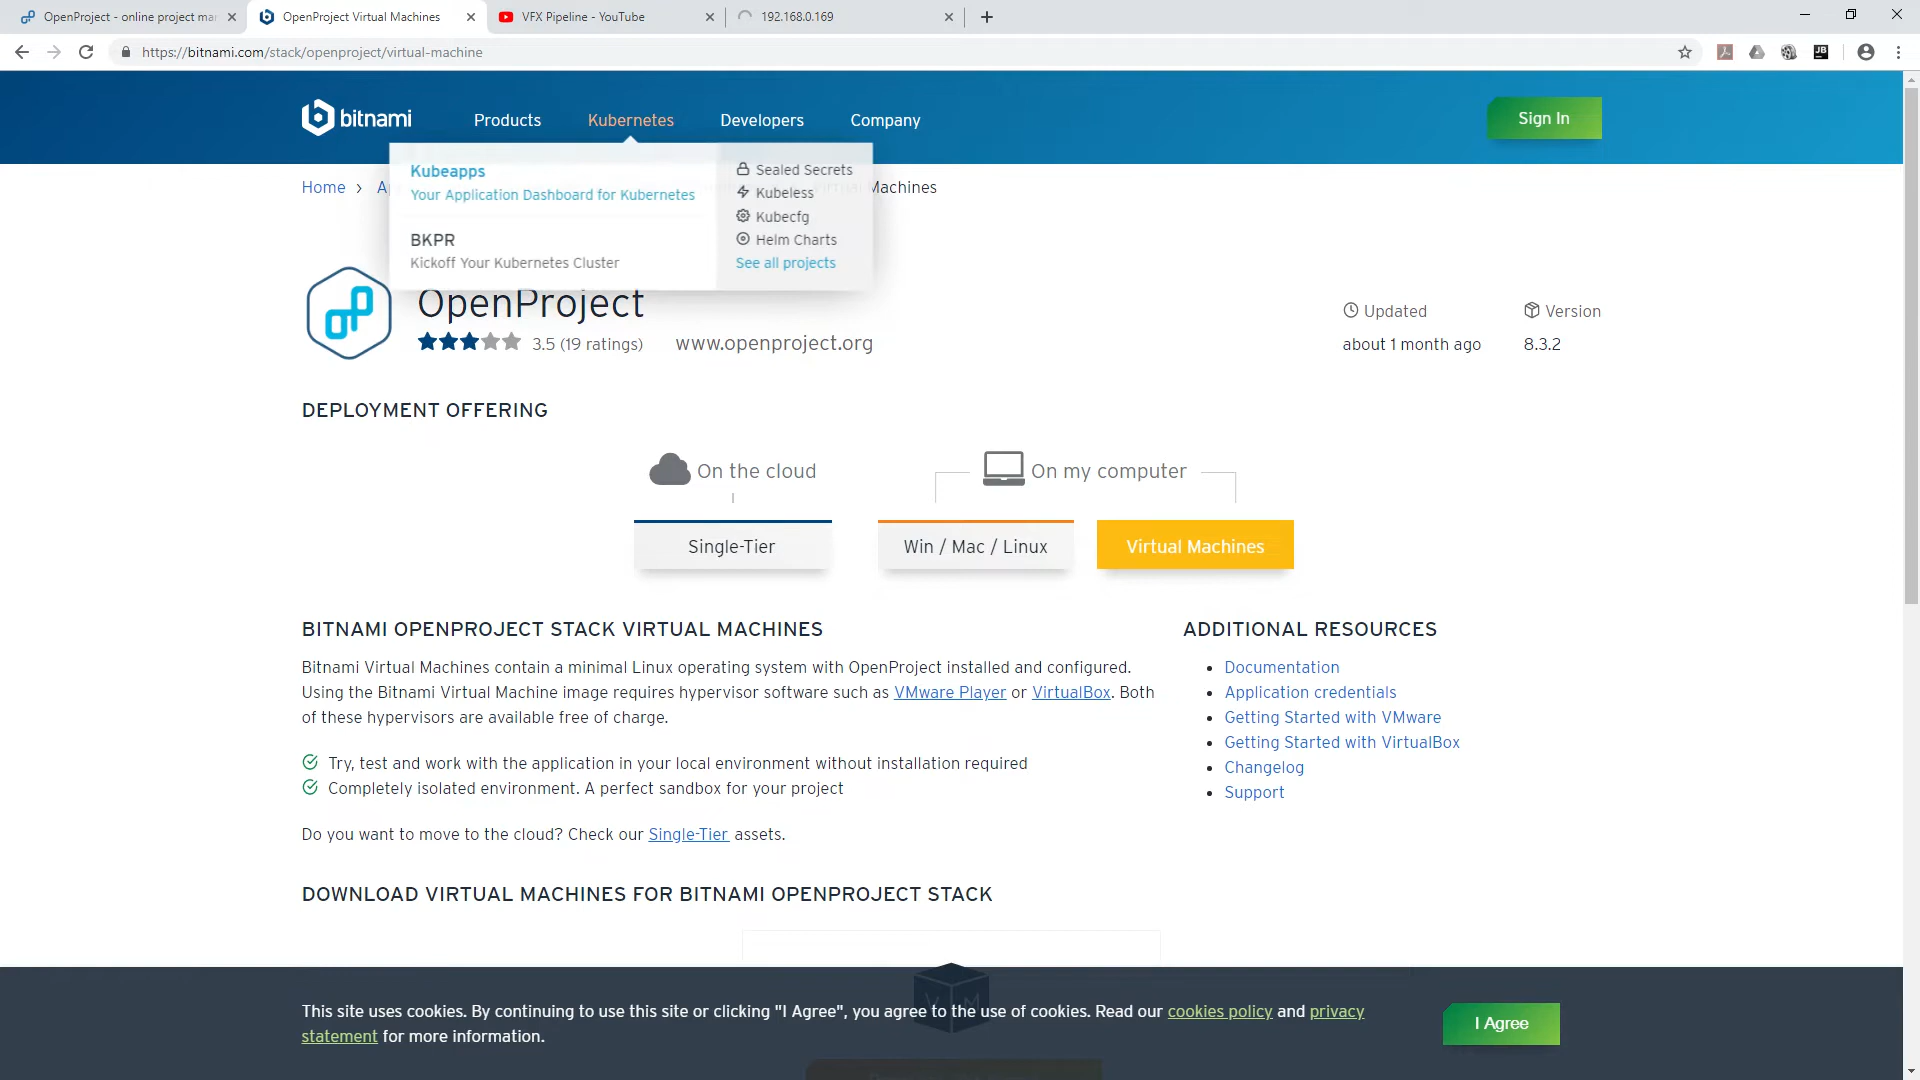 OpenProject - online project mar
OpenProject Virtual Machines
VFX Pipeline - YouTube
192.168.0.169
https://bitnami.com/stack/openproject/virtual-machine
bitnami
Products
Kubernetes
Developers
Company
Sign In
Kubeapps
Your Application Dashboard for Kubernetes
BKPR
Kickoff Your Kubernetes Cluster
Sealed Secrets
Kubeless
Kubecfg
Helm Charts
See all projects
Home > Machines
OpenProject
3.5 (19 ratings)
www.openproject.org
Updated
about 1 month ago
Version
8.3.2
DEPLOYMENT OFFERING
On the cloud
On my computer
Single-Tier
Win / Mac / Linux
Virtual Machines
BITNAMI OPENPROJECT STACK VIRTUAL MACHINES
Bitnami Virtual Machines contain a minimal Linux operating system with OpenProject installed and configured.
Using the Bitnami Virtual Machine image requires hypervisor software such as VMware Player or VirtualBox. Both
of these hypervisors are available free of charge.
Try, test and work with the application in your local environment without installation required
Completely isolated environment. A perfect sandbox for your project
Do you want to move to the cloud? Check our Single-Tier assets.
ADDITIONAL RESOURCES
Documentation
Application credentials
Getting Started with VMware
Getting Started with VirtualBox
Changelog
Support
DOWNLOAD VIRTUAL MACHINES FOR BITNAMI OPENPROJECT STACK
This site uses cookies. By continuing to use this site or clicking "I Agree", you agree to the use of cookies. Read our cookies policy and privacy
statement for more information.
I Agree